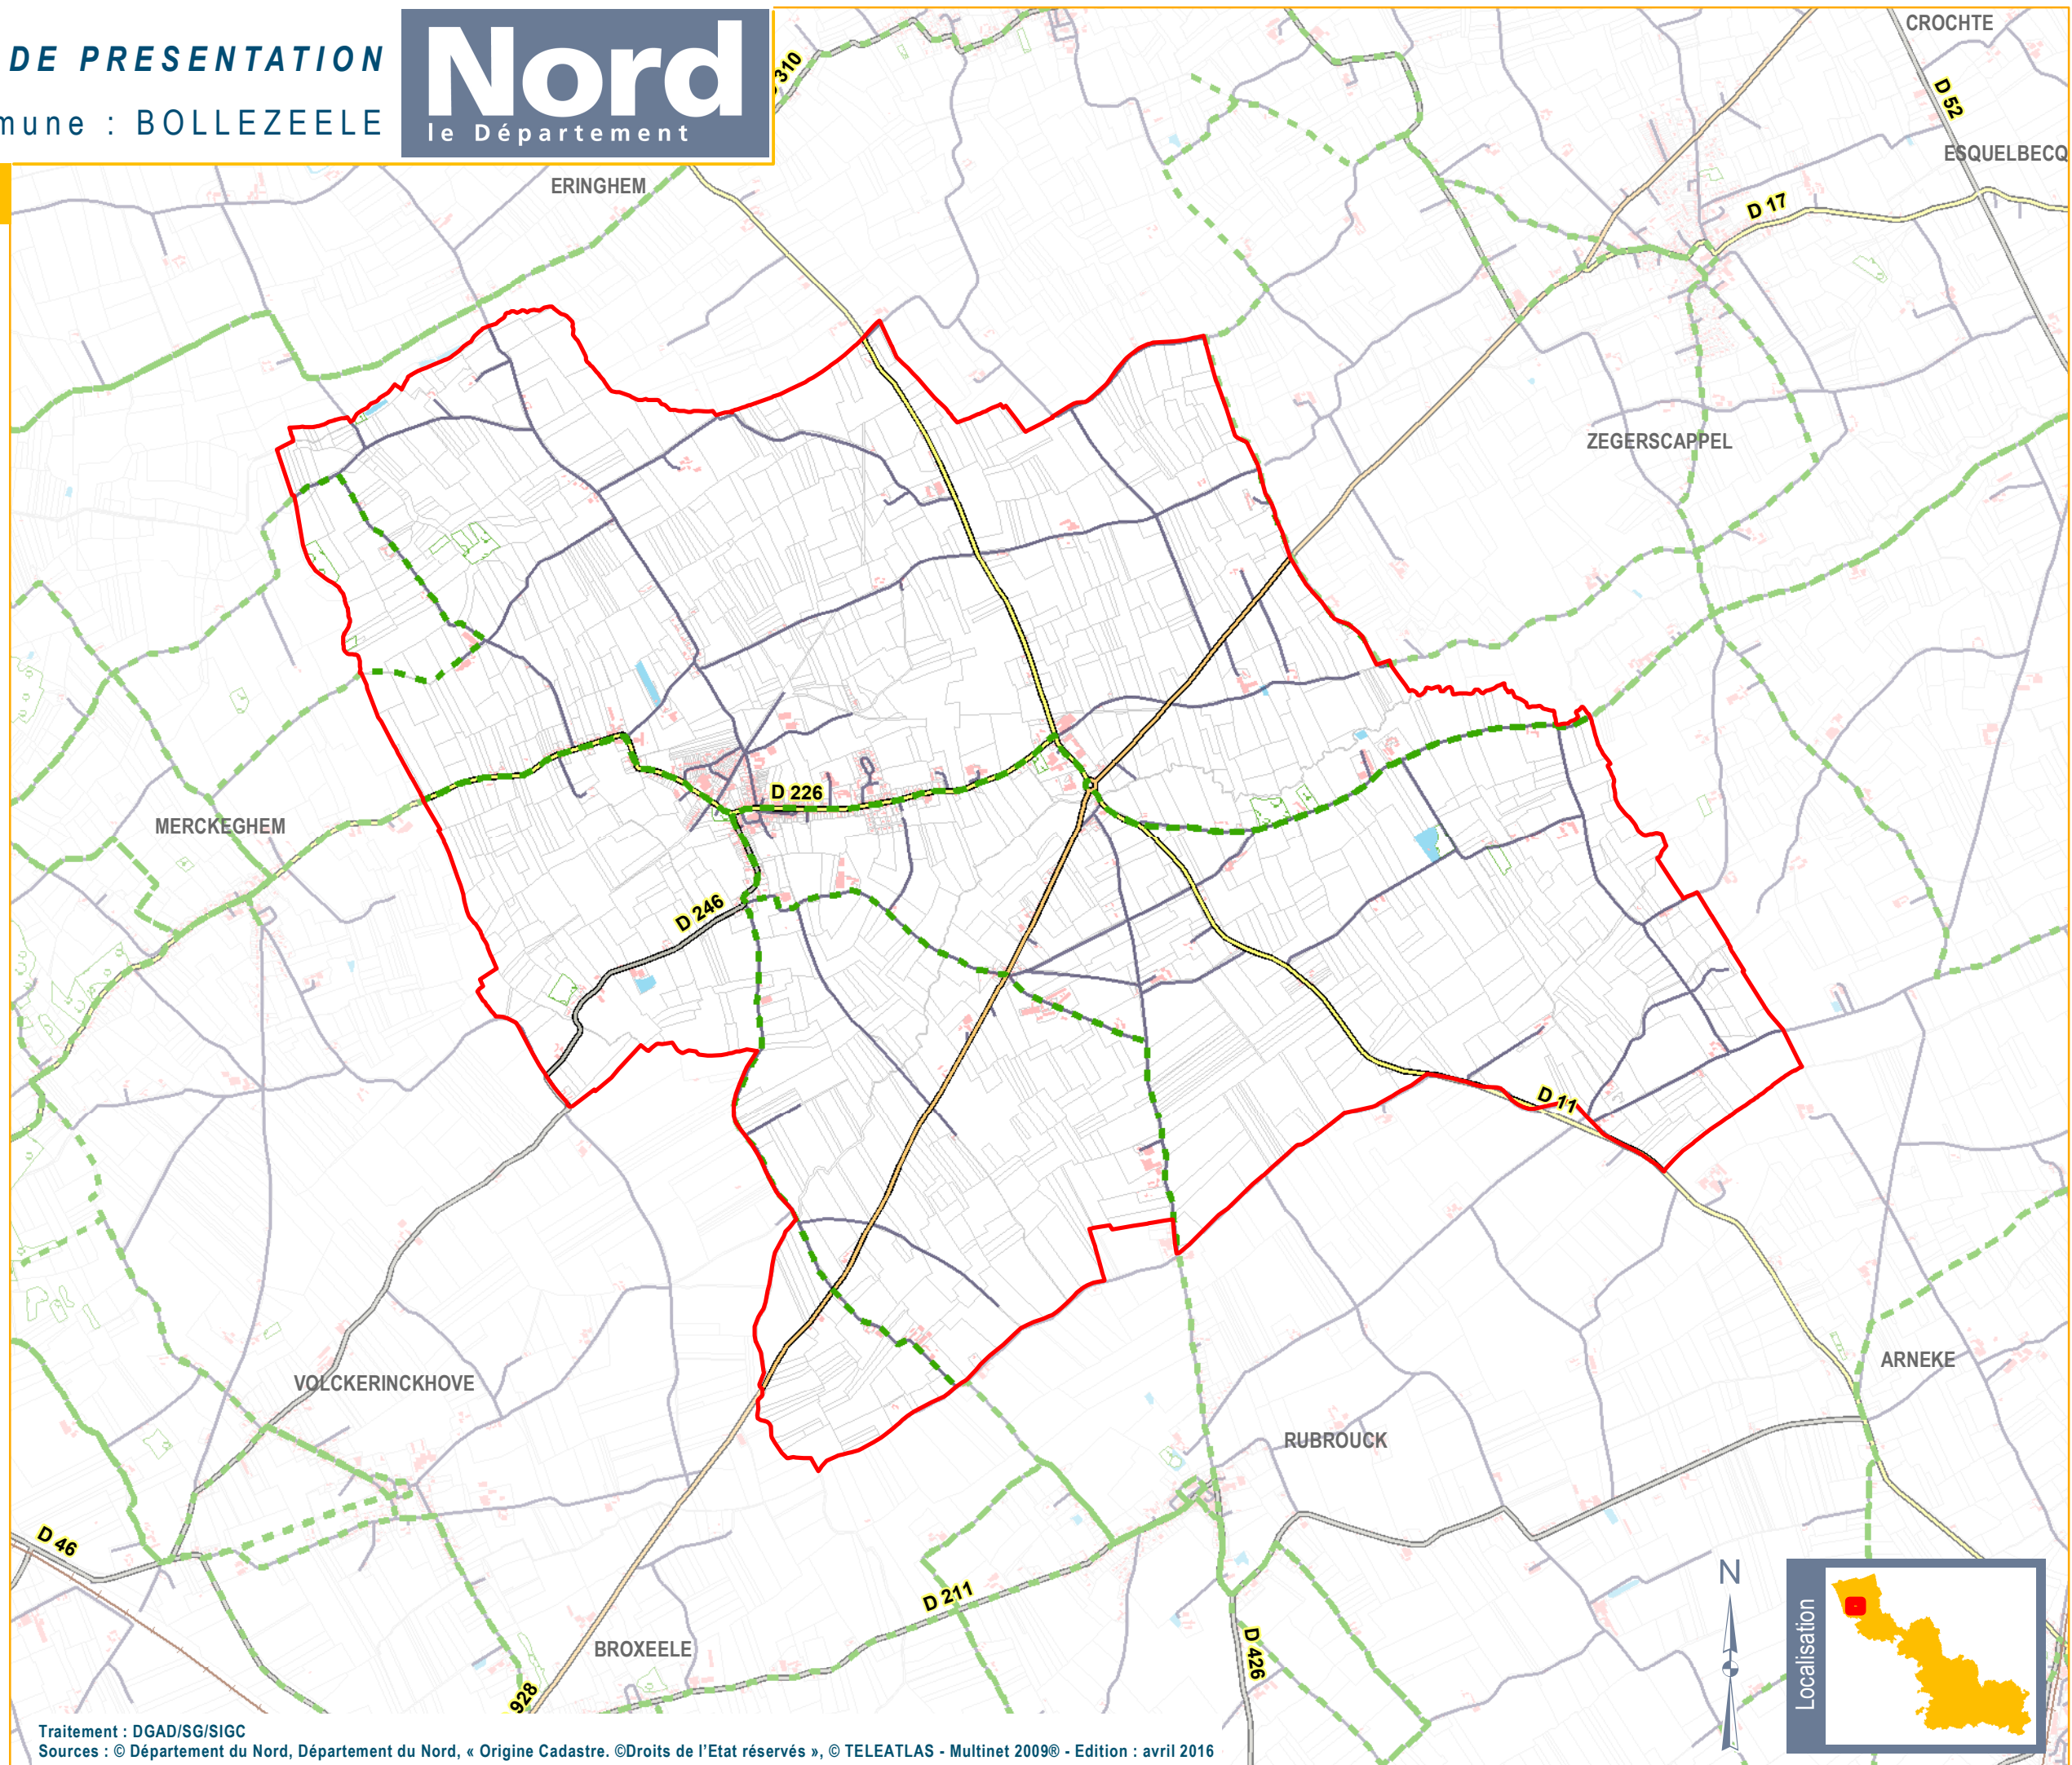 DE PRESENTATION
mune : BOLLEZEELE
Nord
le Département
310
CROCHTE
D 52
ESQUELBECQ
ERINGHEM
D 17
ZEGERSCAPPEL
D 226
MERCKEGHEM
D 246
D 11
VOLCKERINCKHOVE
ARNEKE
RUBROUCK
D 46
D 211
BROXEELE
D 426
928
N
Localisation
Traitement : DGAD/SG/SIGC
Sources : © Département du Nord, Département du Nord, « Origine Cadastre. ©Droits de l'Etat réservés », © TELEATLAS - Multinet 2009® - Edition : avril 2016